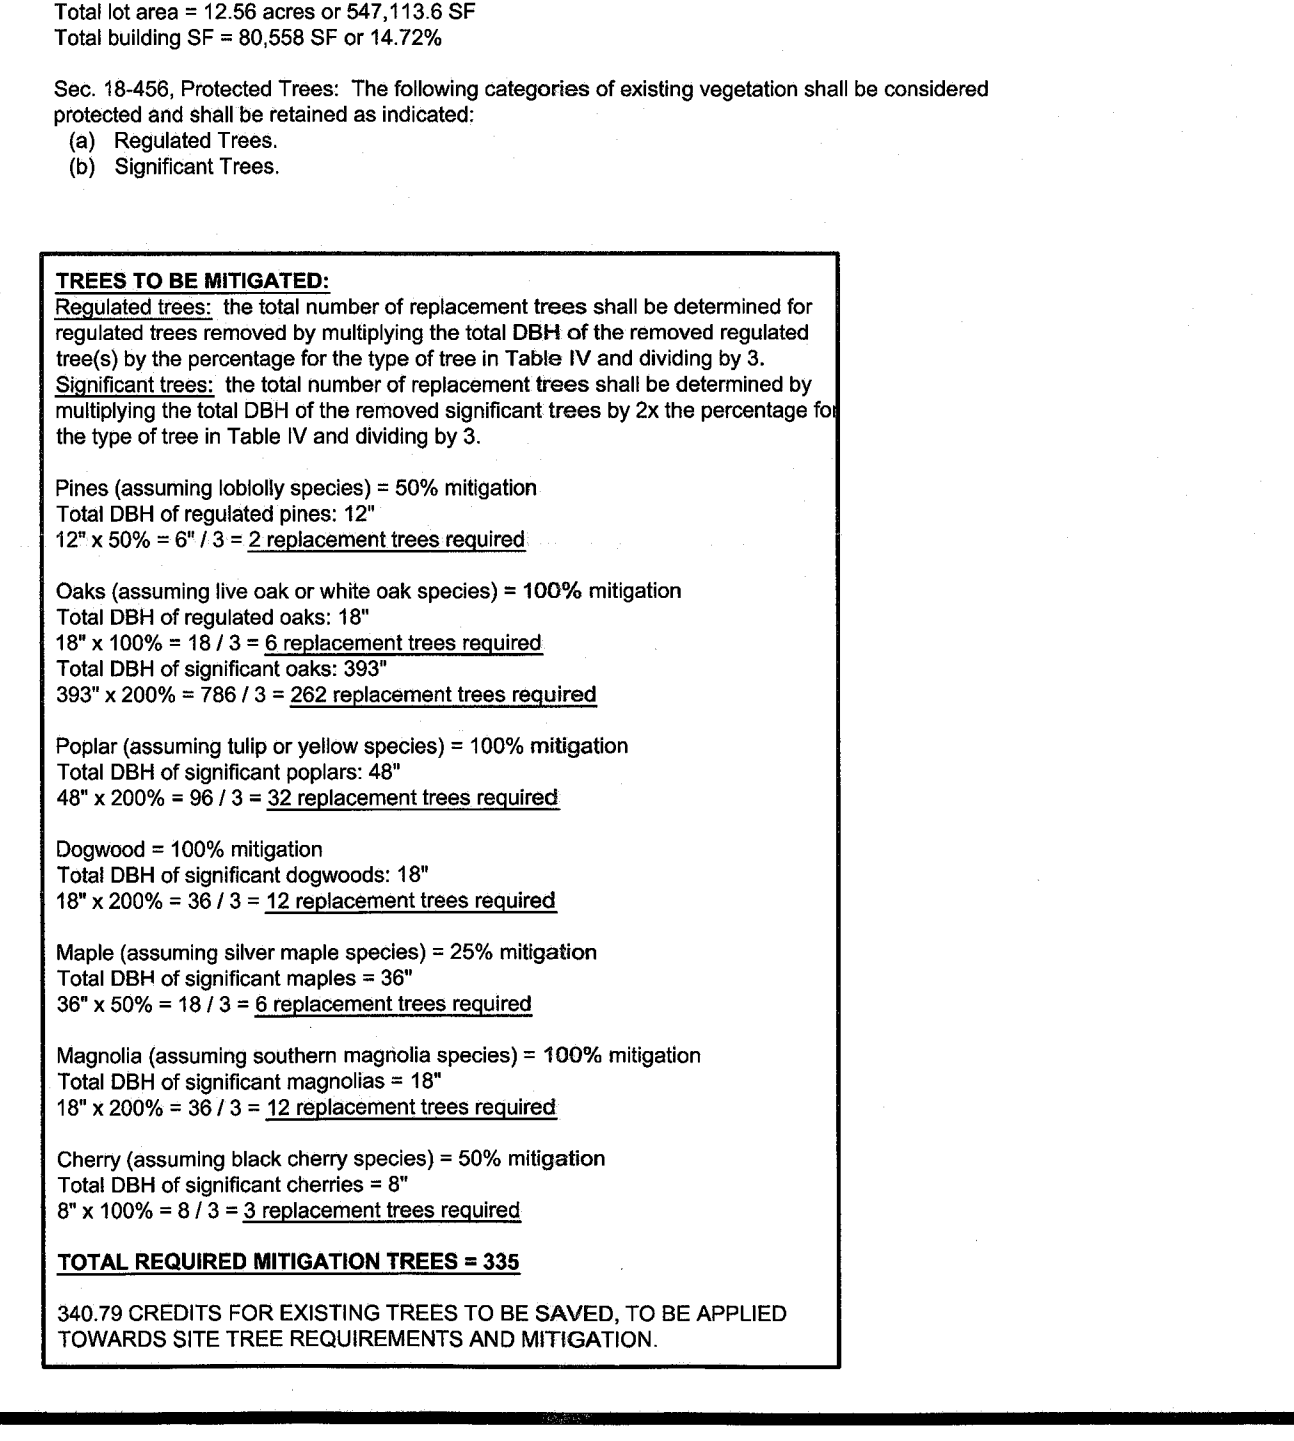 Total lot area = 12.56 acres or 547,113.6 SF
Total building SF = 80,558 SF or 14.72%
Sec. 18-456, Protected Trees:  The following categories of existing vegetation shall be considered
protected and shall be retained as indicated:
(a)  Regulated Trees.
(b)  Significant Trees.
TREES TO BE MITIGATED:
Regulated trees:  the total number of replacement trees shall be determined for
regulated trees removed by multiplying the total DBH of the removed regulated
tree(s) by the percentage for the type of tree in Table IV and dividing by 3.
Significant trees:  the total number of replacement trees shall be determined by
multiplying the total DBH of the removed significant trees by 2x the percentage for
the type of tree in Table IV and dividing by 3.
Pines (assuming loblolly species) = 50% mitigation
Total DBH of regulated pines: 12"
12" x 50% = 6" / 3 = 2 replacement trees required
Oaks (assuming live oak or white oak species) = 100% mitigation
Total DBH of regulated oaks: 18"
18" x 100% = 18 / 3 = 6 replacement trees required
Total DBH of significant oaks: 393"
393" x 200% = 786 / 3 = 262 replacement trees required
Poplar (assuming tulip or yellow species) = 100% mitigation
Total DBH of significant poplars: 48"
48" x 200% = 96 / 3 = 32 replacement trees required
Dogwood = 100% mitigation
Total DBH of significant dogwoods: 18"
18" x 200% = 36 / 3 = 12 replacement trees required
Maple (assuming silver maple species) = 25% mitigation
Total DBH of significant maples = 36"
36" x 50% = 18 / 3 = 6 replacement trees required
Magnolia (assuming southern magnolia species) = 100% mitigation
Total DBH of significant magnolias = 18"
18" x 200% = 36 / 3 = 12 replacement trees required
Cherry (assuming black cherry species) = 50% mitigation
Total DBH of significant cherries = 8"
8" x 100% = 8 / 3 = 3 replacement trees required
TOTAL REQUIRED MITIGATION TREES = 335
340.79 CREDITS FOR EXISTING TREES TO BE SAVED, TO BE APPLIED
TOWARDS SITE TREE REQUIREMENTS AND MITIGATION.